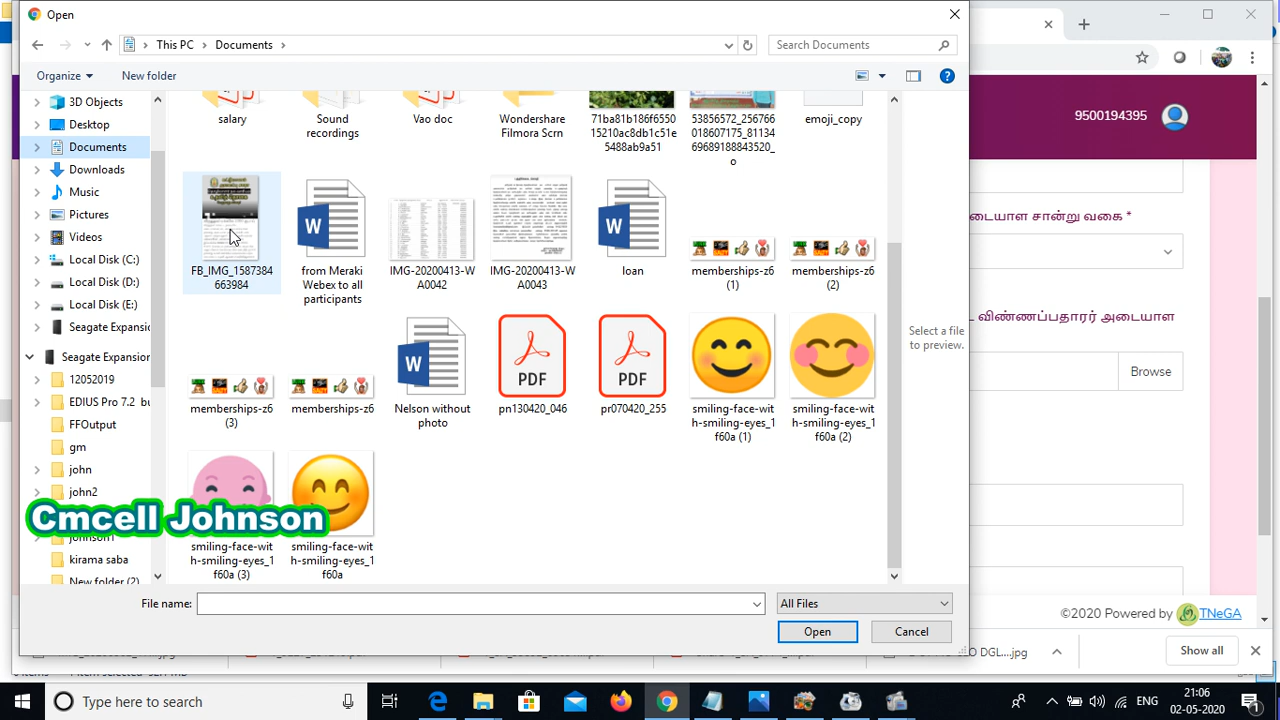 Open
This PC > Documents >
Search Documents
Organize
New folder
3D Objects
Desktop
Documents
Downloads
Music
Pictures
Videos
Local Disk (C:)
Local Disk (D:)
Local Disk (E:)
Seagate Expansion
Seagate Expansion
12052019
EDIUS Pro 7.2 bu
FFOutput
gm
john
john2
johnson1
kirama saba
New folder (2)
salary
Sound
recordings
Vao doc
Wondershare
Filmora Scrn
71ba81b186f6550
15210ac8db1c51e
5488ab9a51
53856572_256766
018607175_81134
69689188843520_
o
emoji_copy
FB_IMG_1587384
663984
from Meraki
Webex to all
participants
IMG-20200413-W
A0042
IMG-20200413-W
A0043
loan
memberships-z6
(1)
memberships-z6
(2)
memberships-z6
(3)
memberships-z6
Nelson without
photo
PDF
pn130420_046
PDF
pr070420_255
smiling-face-wit
h-smiling-eyes_1
f60a (1)
smiling-face-wit
h-smiling-eyes_1
f60a (2)
smiling-face-wit
h-smiling-eyes_1
f60a (3)
smiling-face-wit
h-smiling-eyes_1
f60a
Select a file
to preview.
Cmcell Johnson
File name:
All Files
Open
Cancel
9500194395
சான்று வகை *
விண்ணப்பதாரர் அடையாள
Browse
©2020 Powered by TNeGA
DGL....jpg
Show all
Type here to search
ENG
21:06
02-05-2020